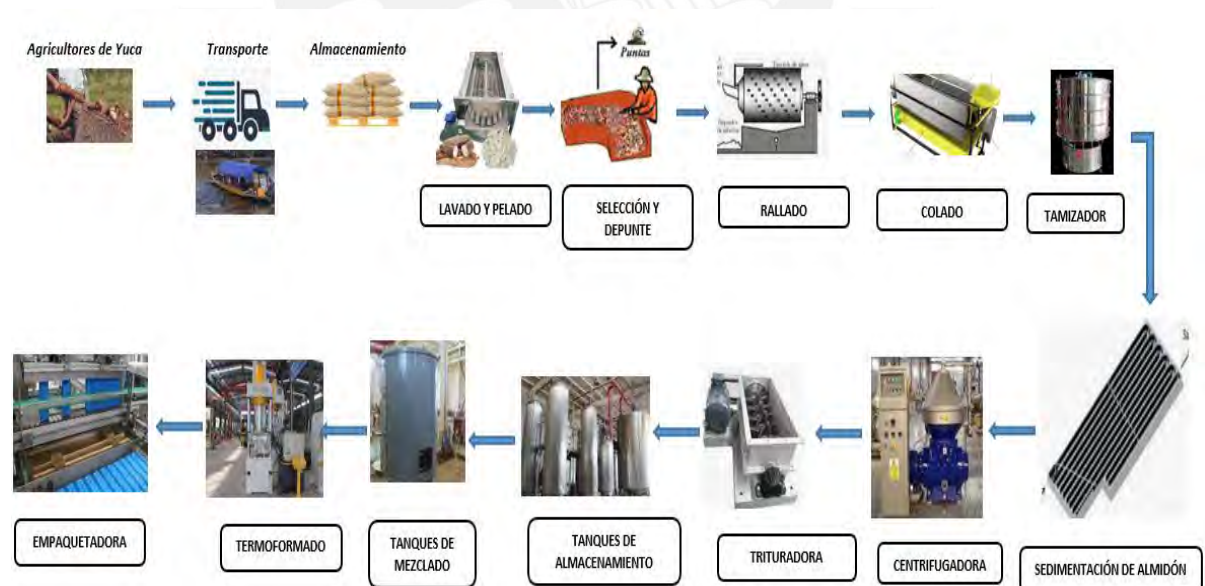 Agricultores de Yuca
Transporte
Almacenamiento
Puntas
LAVADO Y PELADO
SELECCIÓN Y
DEPUNTE
RALLADO
COLADO
TAMIZADOR
EMPAQUETADORA
TERMOFORMADO
TANQUES DE
MEZCLADO
TANQUES DE
ALMACENAMIENTO
TRITURADORA
CENTRIFUGADORA
SEDIMENTACIÓN DE ALMIDÓN